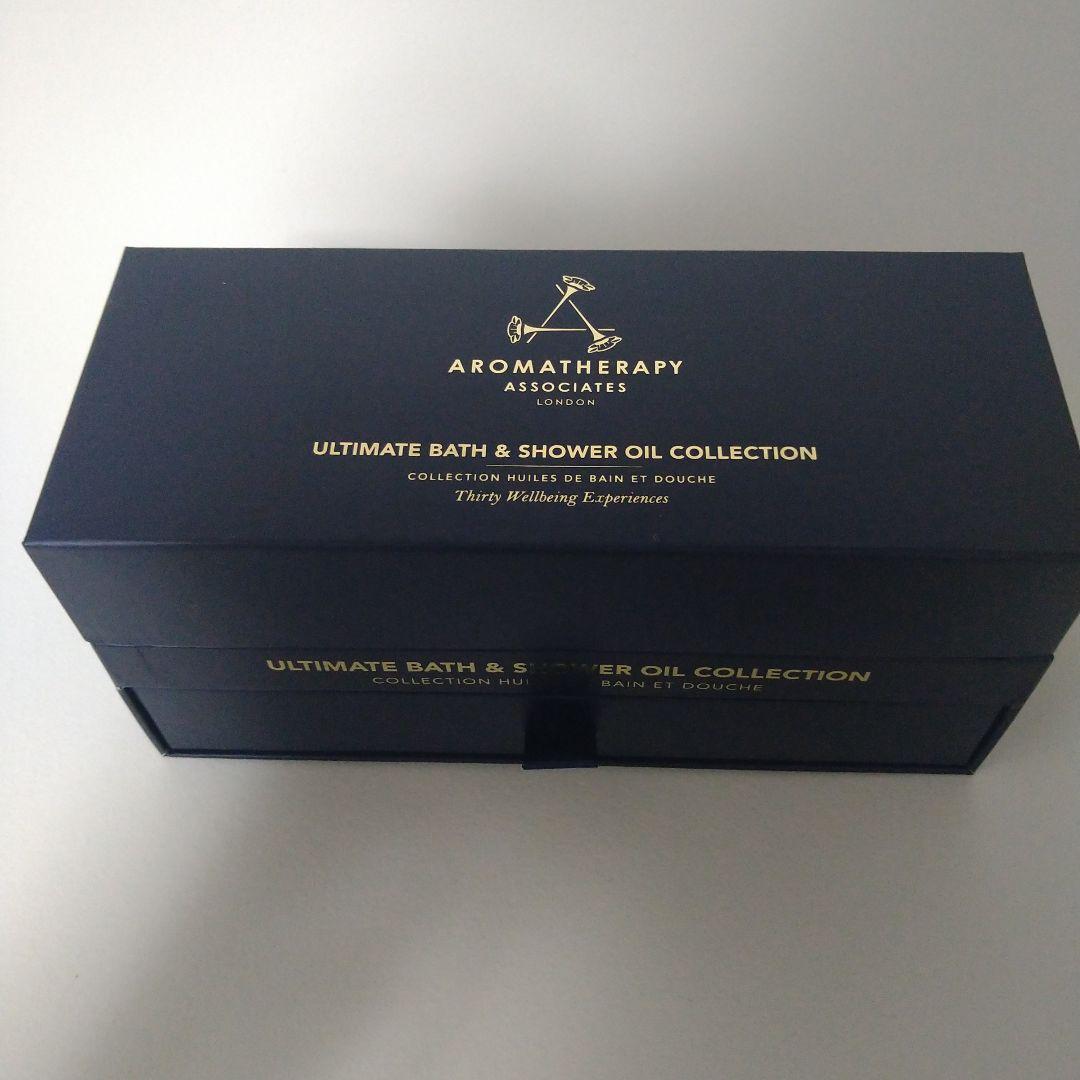 AROMATHERAPY
ASSOCIATES
LONDON
ULTIMATE BATH & SHOWER OIL COLLECTION
COLLECTION HUILES DE BAIN ET DOUCHE
Thirty Wellbeing Experiences
ULTIMATE BATH & SHOWER OIL COLLECTION
COLLECTION BAIN ET DOUCHE